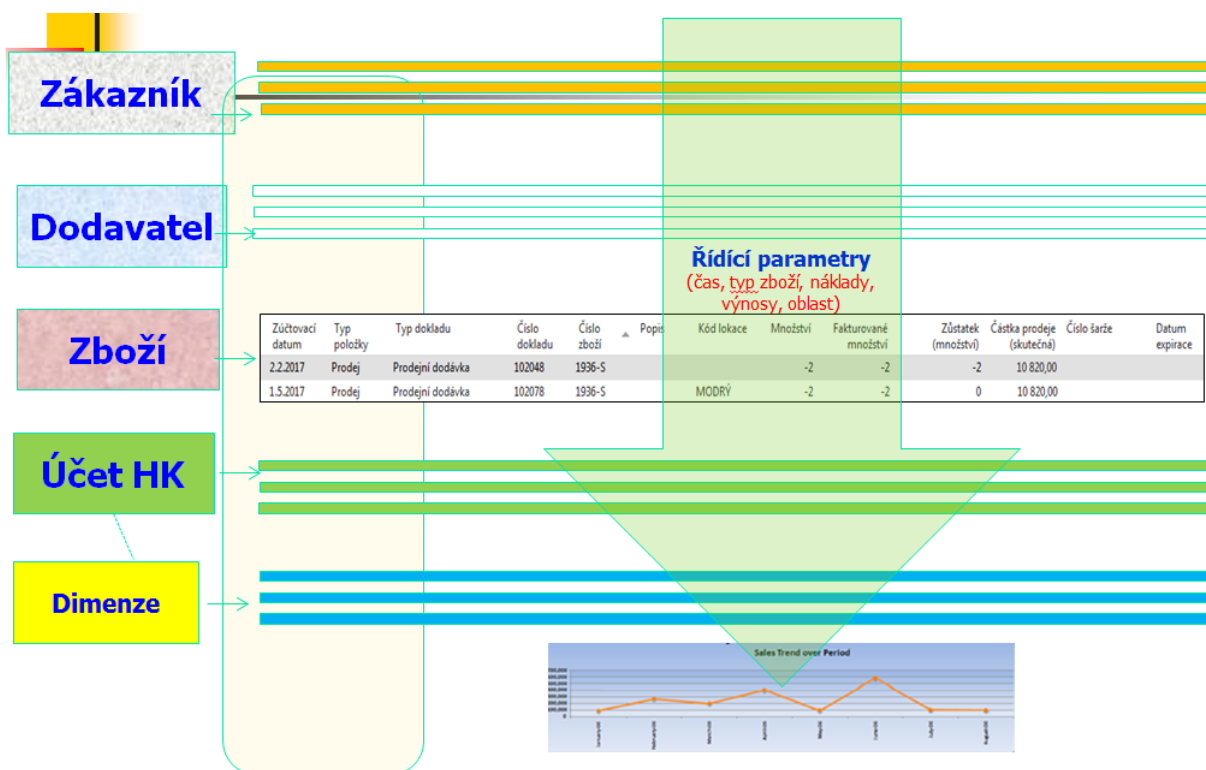 Zákazník
Dodavatel
Řídící parametry
(čas, typ zboží, náklady,
výnosy, oblast)
Zboží
Zúčtovací datum Typ položky Typ dokladu Číslo dokladu Číslo zboží Popis Kód lokace Množství Fakturované množství Zůstatek (množství) Částka prodeje (skutečná) Číslo šarže Datum expirace
2.2.2017 Prodej Prodejní dodávka 102048 1936-S -2 -2 -2 10 820,00
1.5.2017 Prodej Prodejní dodávka 102078 1936-S MODRÝ -2 -2 0 10 820,00
Účet HK
Dimenze
Sales Trend over Period